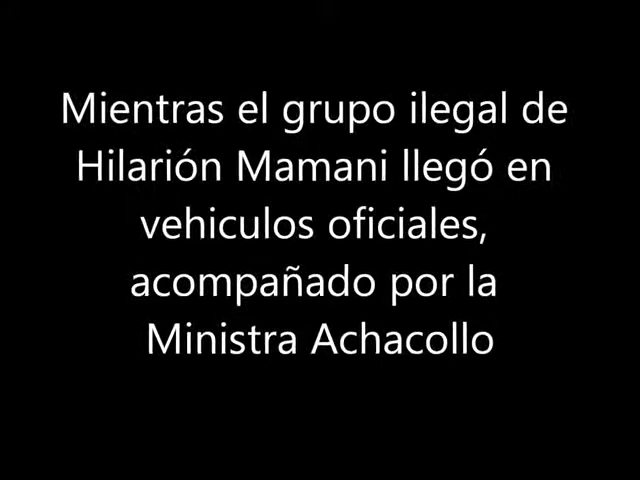 Mientras el grupo ilegal de
Hilarión Mamani llegó en
vehiculos oficiales,
acompañado por la
Ministra Achacollo